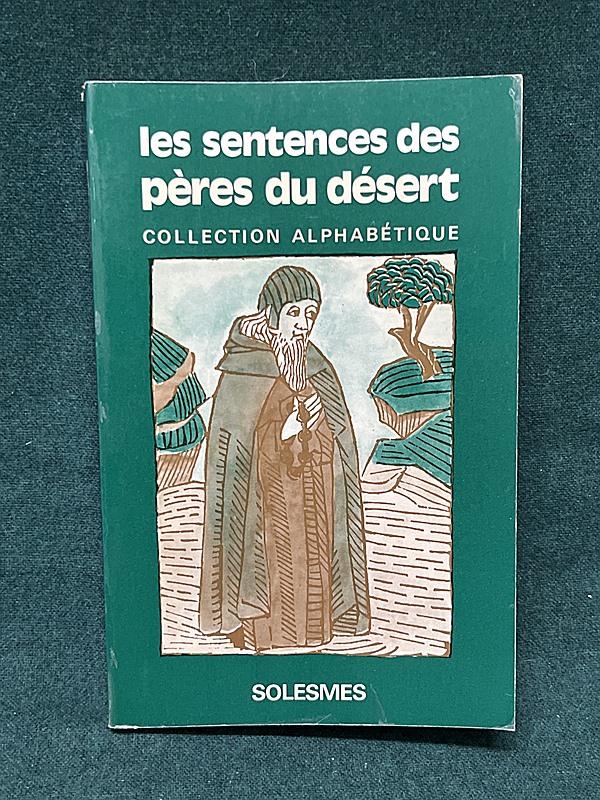 les sentences des
pères du désert
COLLECTION ALPHABÉTIQUE
SOLESMES